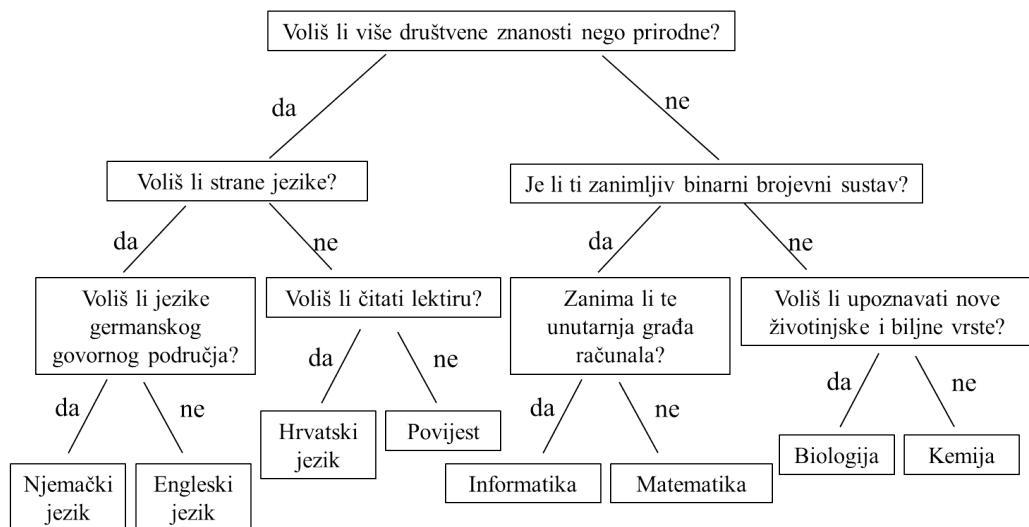 Voliš li više društvene znanosti nego prirodne?
da
ne
Voliš li strane jezike?
Je li ti zanimljiv binarni brojevni sustav?
da
ne
da
ne
Voliš li jezike
germanskog
govornog područja?
Voliš li čitati lektiru?
Zanima li te
unutarnja građa
računala?
Voliš li upoznavati nove
životinjske i biljne vrste?
da
ne
da
ne
da
ne
da
ne
Njemački
jezik
Engleski
jezik
Hrvatski
jezik
Povijest
Informatika
Matematika
Biologija
Kemija